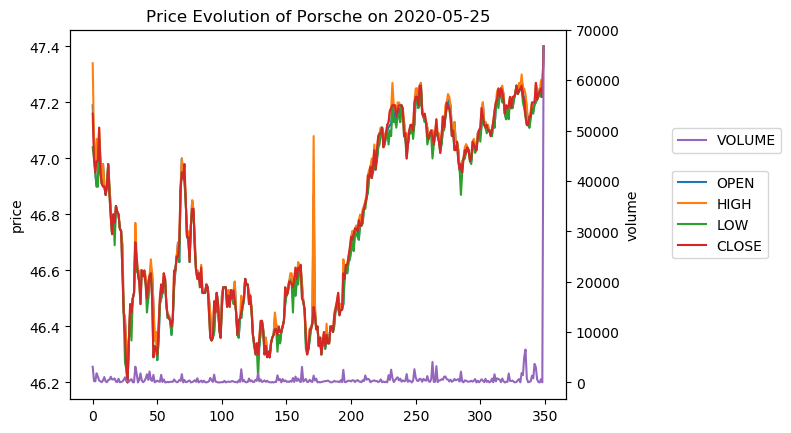 Price Evolution of Porsche on 2020-05-25
47.4
47.2
47.0
46.8
46.6
46.4
46.2
price
0
50
100
150
200
250
300
350
70000
60000
50000
40000
30000
20000
10000
0
volume
VOLUME
OPEN
HIGH
LOW
CLOSE